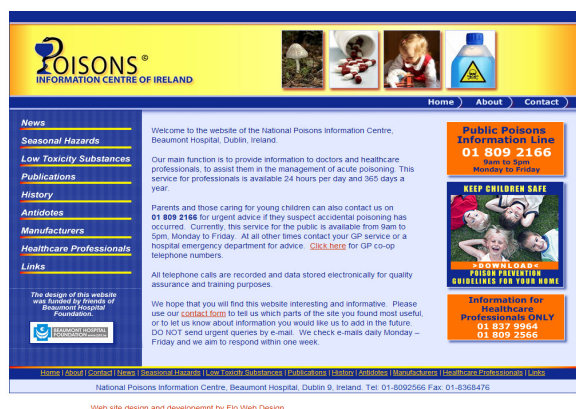 POISONS ©
INFORMATION CENTRE OF IRELAND
Home ) About ) Contact )
News
Seasonal Hazards
Low Toxicity Substances
Publications
History
Antidotes
Manufacturers
Healthcare Professionals
Links
The design of this website
was funded by friends of
Beaumont Hospital
Foundation.
BEAUMONT HOSPITAL
FOUNDATION
Welcome to the website of the National Poisons Information Centre,
Beaumont Hospital, Dublin, Ireland.
Our main function is to provide information to doctors and healthcare
professionals, to assist them in the management of acute poisoning. This
service for professionals is available 24 hours per day and 365 days a
year.
Parents and those caring for young children can also contact us on
01 809 2166 for urgent advice if they suspect accidental poisoning has
occurred. Currently, this service for the public is available from 9am to
5pm, Monday to Friday. At all other times contact your GP service or a
hospital emergency department for advice. Click here for GP co-op
telephone numbers.
All telephone calls are recorded and data stored electronically for quality
assurance and training purposes.
We hope that you will find this website interesting and informative. Please
use our contact form to tell us which parts of the site you found most useful,
or to let us know about information you would like us to add in the future.
DO NOT send urgent queries by e-mail. We check e-mails daily Monday –
Friday and we aim to respond within one week.
Public Poisons
Information Line
01 809 2166
9am to 5pm
Monday to Friday
KEEP CHILDREN SAFE
>DOWNLOAD<
POISON PREVENTION
GUIDELINES FOR YOUR HOME
Information for
Healthcare
Professionals ONLY
01 837 9964
01 809 2566
Home | About | Contact | News | Seasonal Hazards | Low Toxicity Substances | Publications | History | Antidotes | Manufacturers | Healthcare Professionals | Links
National Poisons Information Centre, Beaumont Hospital, Dublin 9, Ireland. Tel: 01-8092566 Fax: 01-8368476
Web site design and developemnt by Flo Web Design